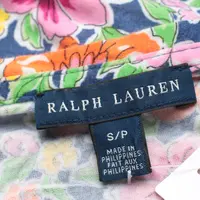 RALPH LAUREN
S/P
MADE IN
PHILIPPINES
FAIT AUX
PHILIPPINES